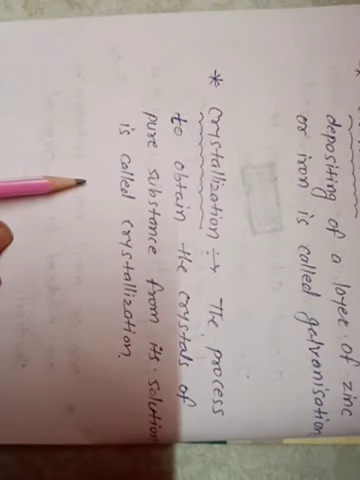 depositing of a layer of zinc
or iron is called galvanisation
* Crystallization :→ The process
to obtain the crystals of
pure substance from its solution
is called crystallization.